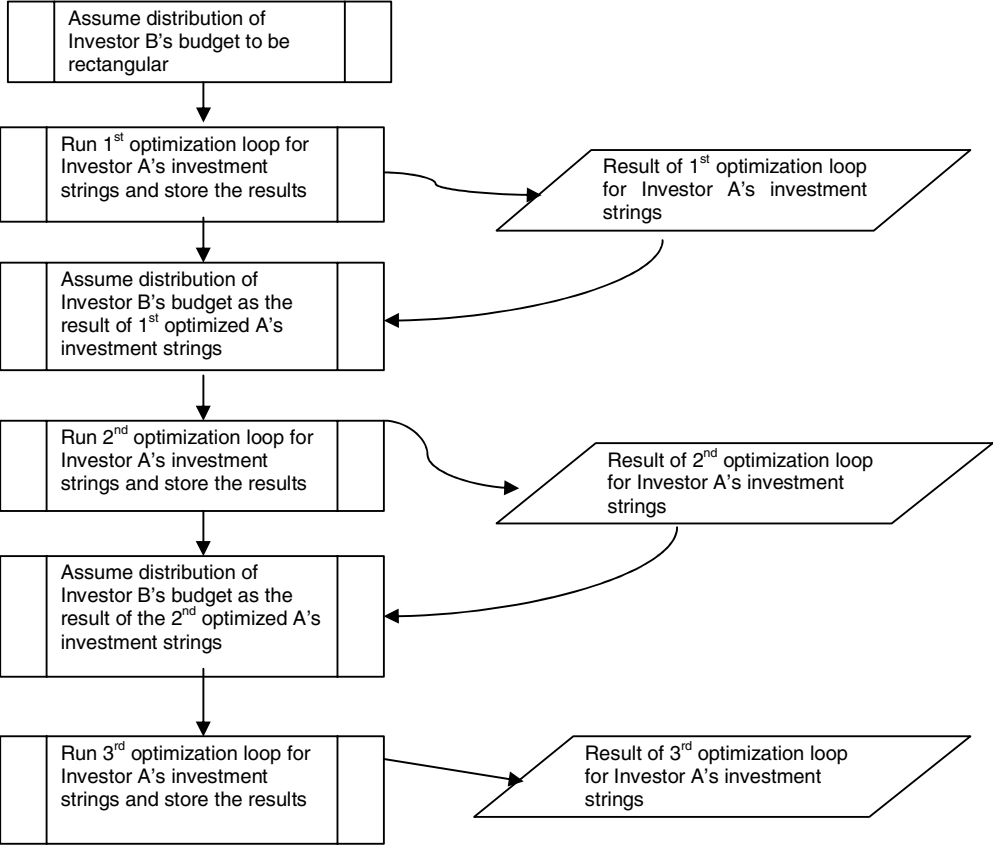 Assume distribution of
Investor B's budget to be
rectangular
Run 1st optimization loop for
Investor A's investment
strings and store the results
Result of 1st optimization loop
for Investor A's investment
strings
Assume distribution of
Investor B's budget as the
result of 1st optimized A's
investment strings
Run 2nd optimization loop for
Investor A's investment
strings and store the results
Result of 2nd optimization loop
for Investor A's investment
strings
Assume distribution of
Investor B's budget as the
result of the 2nd optimized A's
investment strings
Run 3rd optimization loop for
Investor A's investment
strings and store the results
Result of 3rd optimization loop
for Investor A's investment
strings